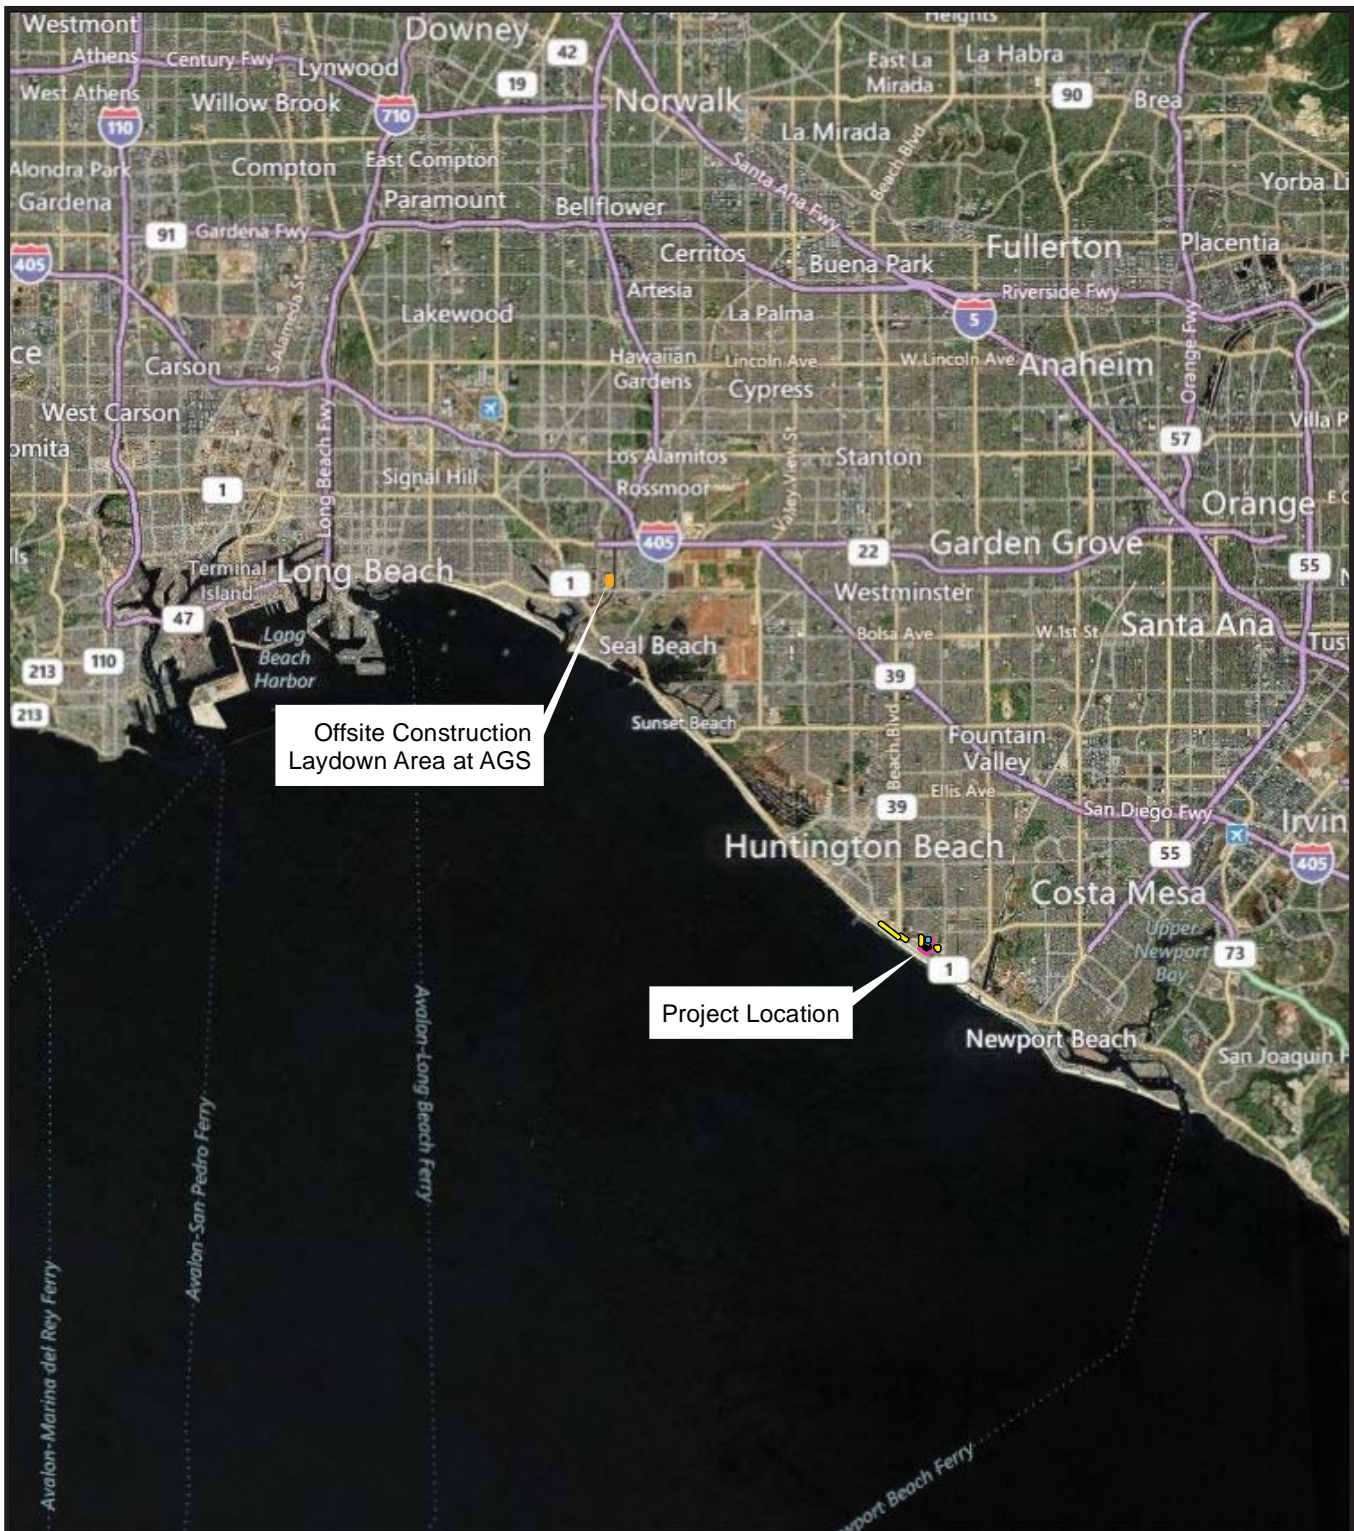 Westmont
Downey
Heights
Athens
Century Fwy
Lynwood
42
East La
Mirada
La Habra
West Athens
19
Willow Brook
710
Norwalk
90
Brea
110
La Mirada
Beach Blvd
Compton
East Compton
Santa Ana Fwy
Alondra Park
Gardena
Paramount
Bellflower
Yorba Li
91
Gardena Fwy
405
Cerritos
Buena Park
Fullerton
Placentia
S Alameda St
Artesia
Riverside Fwy
Lakewood
La Palma
5
Orange Fwy
ce
Carson
Hawaiian
Gardens
Lincoln Ave
W Lincoln Ave
Anaheim
Cypress
West Carson
Long Beach Fwy
Villa P
omita
57
Valley View St
Los Alamitos
Stanton
Signal Hill
Rossmoor
1
Orange
E C
405
22
Garden Grove
lls
Terminal
Island
Long Beach
1
55
N
Westminster
47
Long
Beach
Harbor
Bolsa Ave
W 1st St
Santa Ana
Tust
Seal Beach
110
213
39
213
Offsite Construction
Laydown Area at AGS
Sunset Beach
Beach Blvd
Fountain
Valley
Ellis Ave
39
San Diego Fwy
Irvin
Huntington Beach
55
405
Costa Mesa
Upper
Newport
Bay
73
1
Project Location
Newport Beach
San Joaquin H
Avalon-Long Beach Ferry
Avalon-San Pedro Ferry
Avalon-Marina del Rey Ferry
wport Beach Ferry